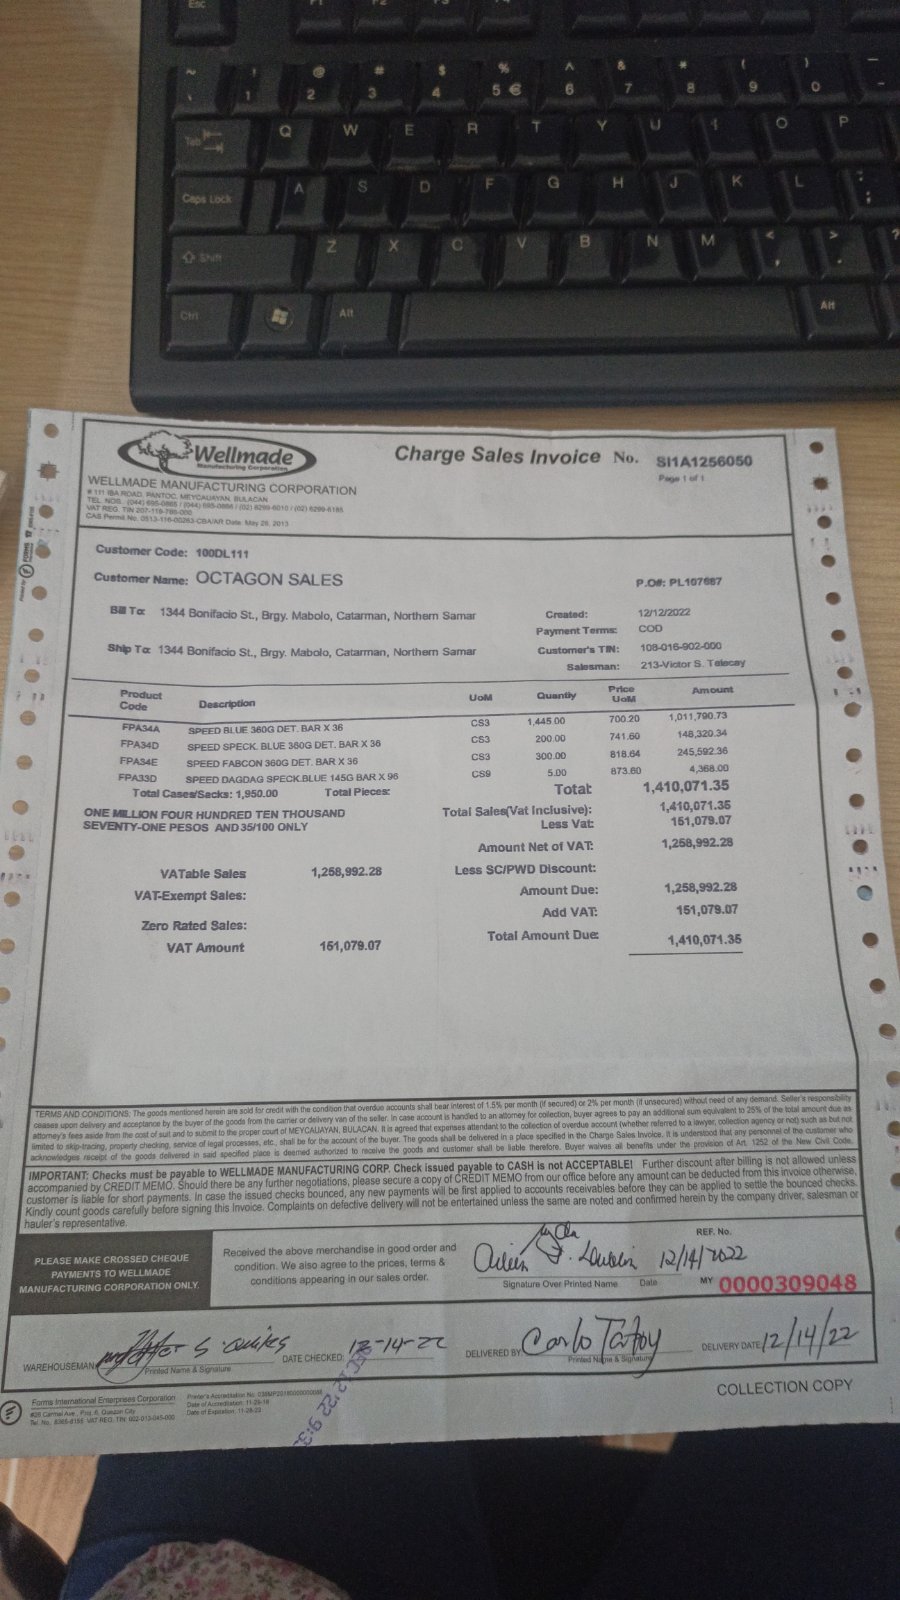 Esc F1 F2 F3 F4
~ ` ! 1 @ 2 # 3 $ 4 % 5 € ^ 6 & 7 * 8 ( 9 ) 0 _ -
Tab Q W E R T Y U I O P
Caps Lock A S D F G H J K L : ;
Shift Z X C V B N M < , > . ?
Ctrl Alt Alt
Wellmade
Manufacturing Corporation
Charge Sales Invoice No. SI1A1256050
Page 1 of 1
WELLMADE MANUFACTURING CORPORATION
# 111 IBA ROAD, PANTOC, MEYCAUAYAN, BULACAN
TEL. NOS. (044) 695-0865 / (044) 695-0866 / (02) 8299-6010 / (02) 8299-6185
VAT REG. TIN 207-116-786-000
CAS Permit No. 0513-116-00263-CBA/AR Date. May 28, 2013
Customer Code: 100DL111
Customer Name: OCTAGON SALES
P.O#: PL107687
Bill To: 1344 Bonifacio St., Brgy. Mabolo, Catarman, Northern Samar
Created: 12/12/2022
Payment Terms: COD
Ship To: 1344 Bonifacio St., Brgy. Mabolo, Catarman, Northern Samar
Customer's TIN: 108-016-902-000
Salesman: 213-Victor S. Telecay
Product Code Description UoM Quantiy Price UoM Amount
FPA34A SPEED BLUE 360G DET. BAR X 36 CS3 1,445.00 700.20 1,011,790.73
FPA34D SPEED SPECK. BLUE 360G DET. BAR X 36 CS3 200.00 741.60 148,320.34
FPA34E SPEED FABCON 360G DET. BAR X 36 CS3 300.00 818.64 245,592.36
FPA33D SPEED DAGDAG SPECK.BLUE 145G BAR X 96 CS9 5.00 873.60 4,368.00
Total Cases/Secks: 1,950.00 Total Pieces: Total: 1,410,071.35
ONE MILLION FOUR HUNDRED TEN THOUSAND
SEVENTY-ONE PESOS AND 35/100 ONLY
Total Sales(Vat Inclusive): 1,410,071.35
Less Vat: 151,079.07
Amount Net of VAT: 1,258,992.28
VATable Sales 1,258,992.28
Less SC/PWD Discount:
VAT-Exempt Sales:
Amount Due: 1,258,992.28
Zero Rated Sales:
Add VAT: 151,079.07
VAT Amount 151,079.07
Total Amount Due: 1,410,071.35
TERMS AND CONDITIONS: The goods mentioned herein are sold for credit with the condition that overdue accounts shall bear interest of 1.5% per month (if secured) or 2% per month (if unsecured) without need of any demand. Seller's responsibility
ceases upon delivery and acceptance by the buyer of the goods from the carrier or delivery van of the seller. In case account is handled to an attorney for collection, buyer agrees to pay an additional sum equivalent to 25% of the total amount due as
attorney's fees aside from the cost of suit and to submit to the proper court of MEYCAUAYAN, BULACAN. It is agreed that expenses attendant to the collection of overdue account (whether referred to a lawyer, collection agency or not) such as but not
limited to skip-tracing, property checking, service of legal processes, etc., shall be for the account of the buyer. The goods shall be delivered in a place specified in the Charge Sales Invoice. It is understood that any personnel of the customer who
acknowledges receipt of the goods delivered in said specified place is deemed authorized to receive the goods and customer shall be liable therefore. Buyer waives all benefits under the provision of Art. 1252 of the New Civil Code.
IMPORTANT: Checks must be payable to WELLMADE MANUFACTURING CORP. Check issued payable to CASH is not ACCEPTABLE! Further discount after billing is not allowed unless
accompanied by CREDIT MEMO. Should there be any further negotiations, please secure a copy of CREDIT MEMO from our office before any amount can be deducted from this invoice otherwise,
customer is liable for short payments. In case the issued checks bounced, any new payments will be first applied to accounts receivables before they can be applied to settle the bounced checks.
Kindly count goods carefully before signing this Invoice. Complaints on defective delivery will not be entertained unless the same are noted and confirmed herein by the company driver, salesman or
hauler's representative.
PLEASE MAKE CROSSED CHEQUE
PAYMENTS TO WELLMADE
MANUFACTURING CORPORATION ONLY.
Received the above merchandise in good order and
condition. We also agree to the prices, terms &
conditions appearing in our sales order.
12/14/2022
Signature Over Printed Name Date
REF. No.
MY 0000309048
WAREHOUSEMAN
Printed Name & Signature
DATE CHECKED: 12-14-22
DELIVERED BY: Carlo
Printed Name & Signature
DELIVERY DATE 12/14/22
Forms International Enterprises Corporation
Printer's Accreditation No.
Date of Accreditation: 11-29-18
Date of Expiration: 11-28-23
COLLECTION COPY